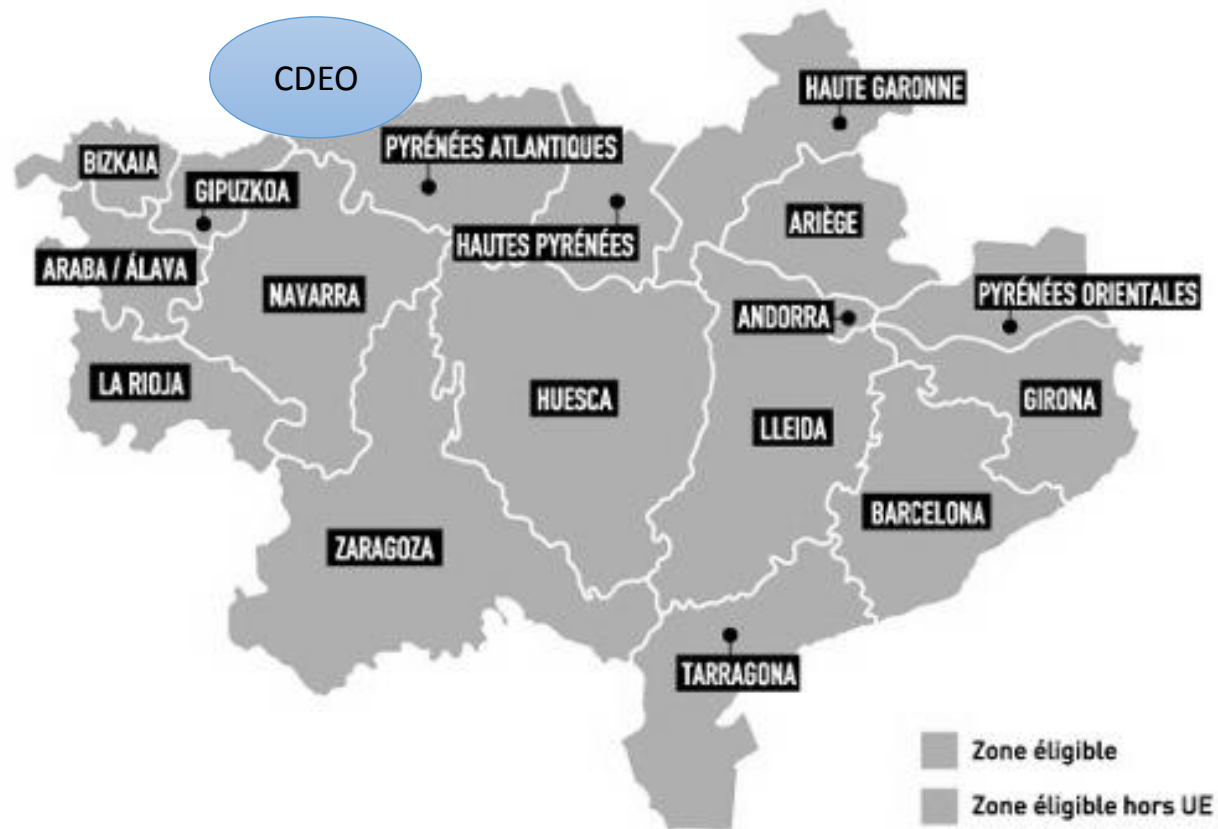 CDEO
HAUTE GARONNE
PYRÉNÉES ATLANTIQUES
BIZKAIA
GIPUZKOA
ARIÈGE
HAUTES PYRÉNÉES
ARABA / ÁLAVA
NAVARRA
PYRÉNÉES ORIENTALES
ANDORRA
LA RIOJA
HUESCA
GIRONA
LLEIDA
BARCELONA
ZARAGOZA
TARRAGONA
Zone éligible
Zone éligible hors UE